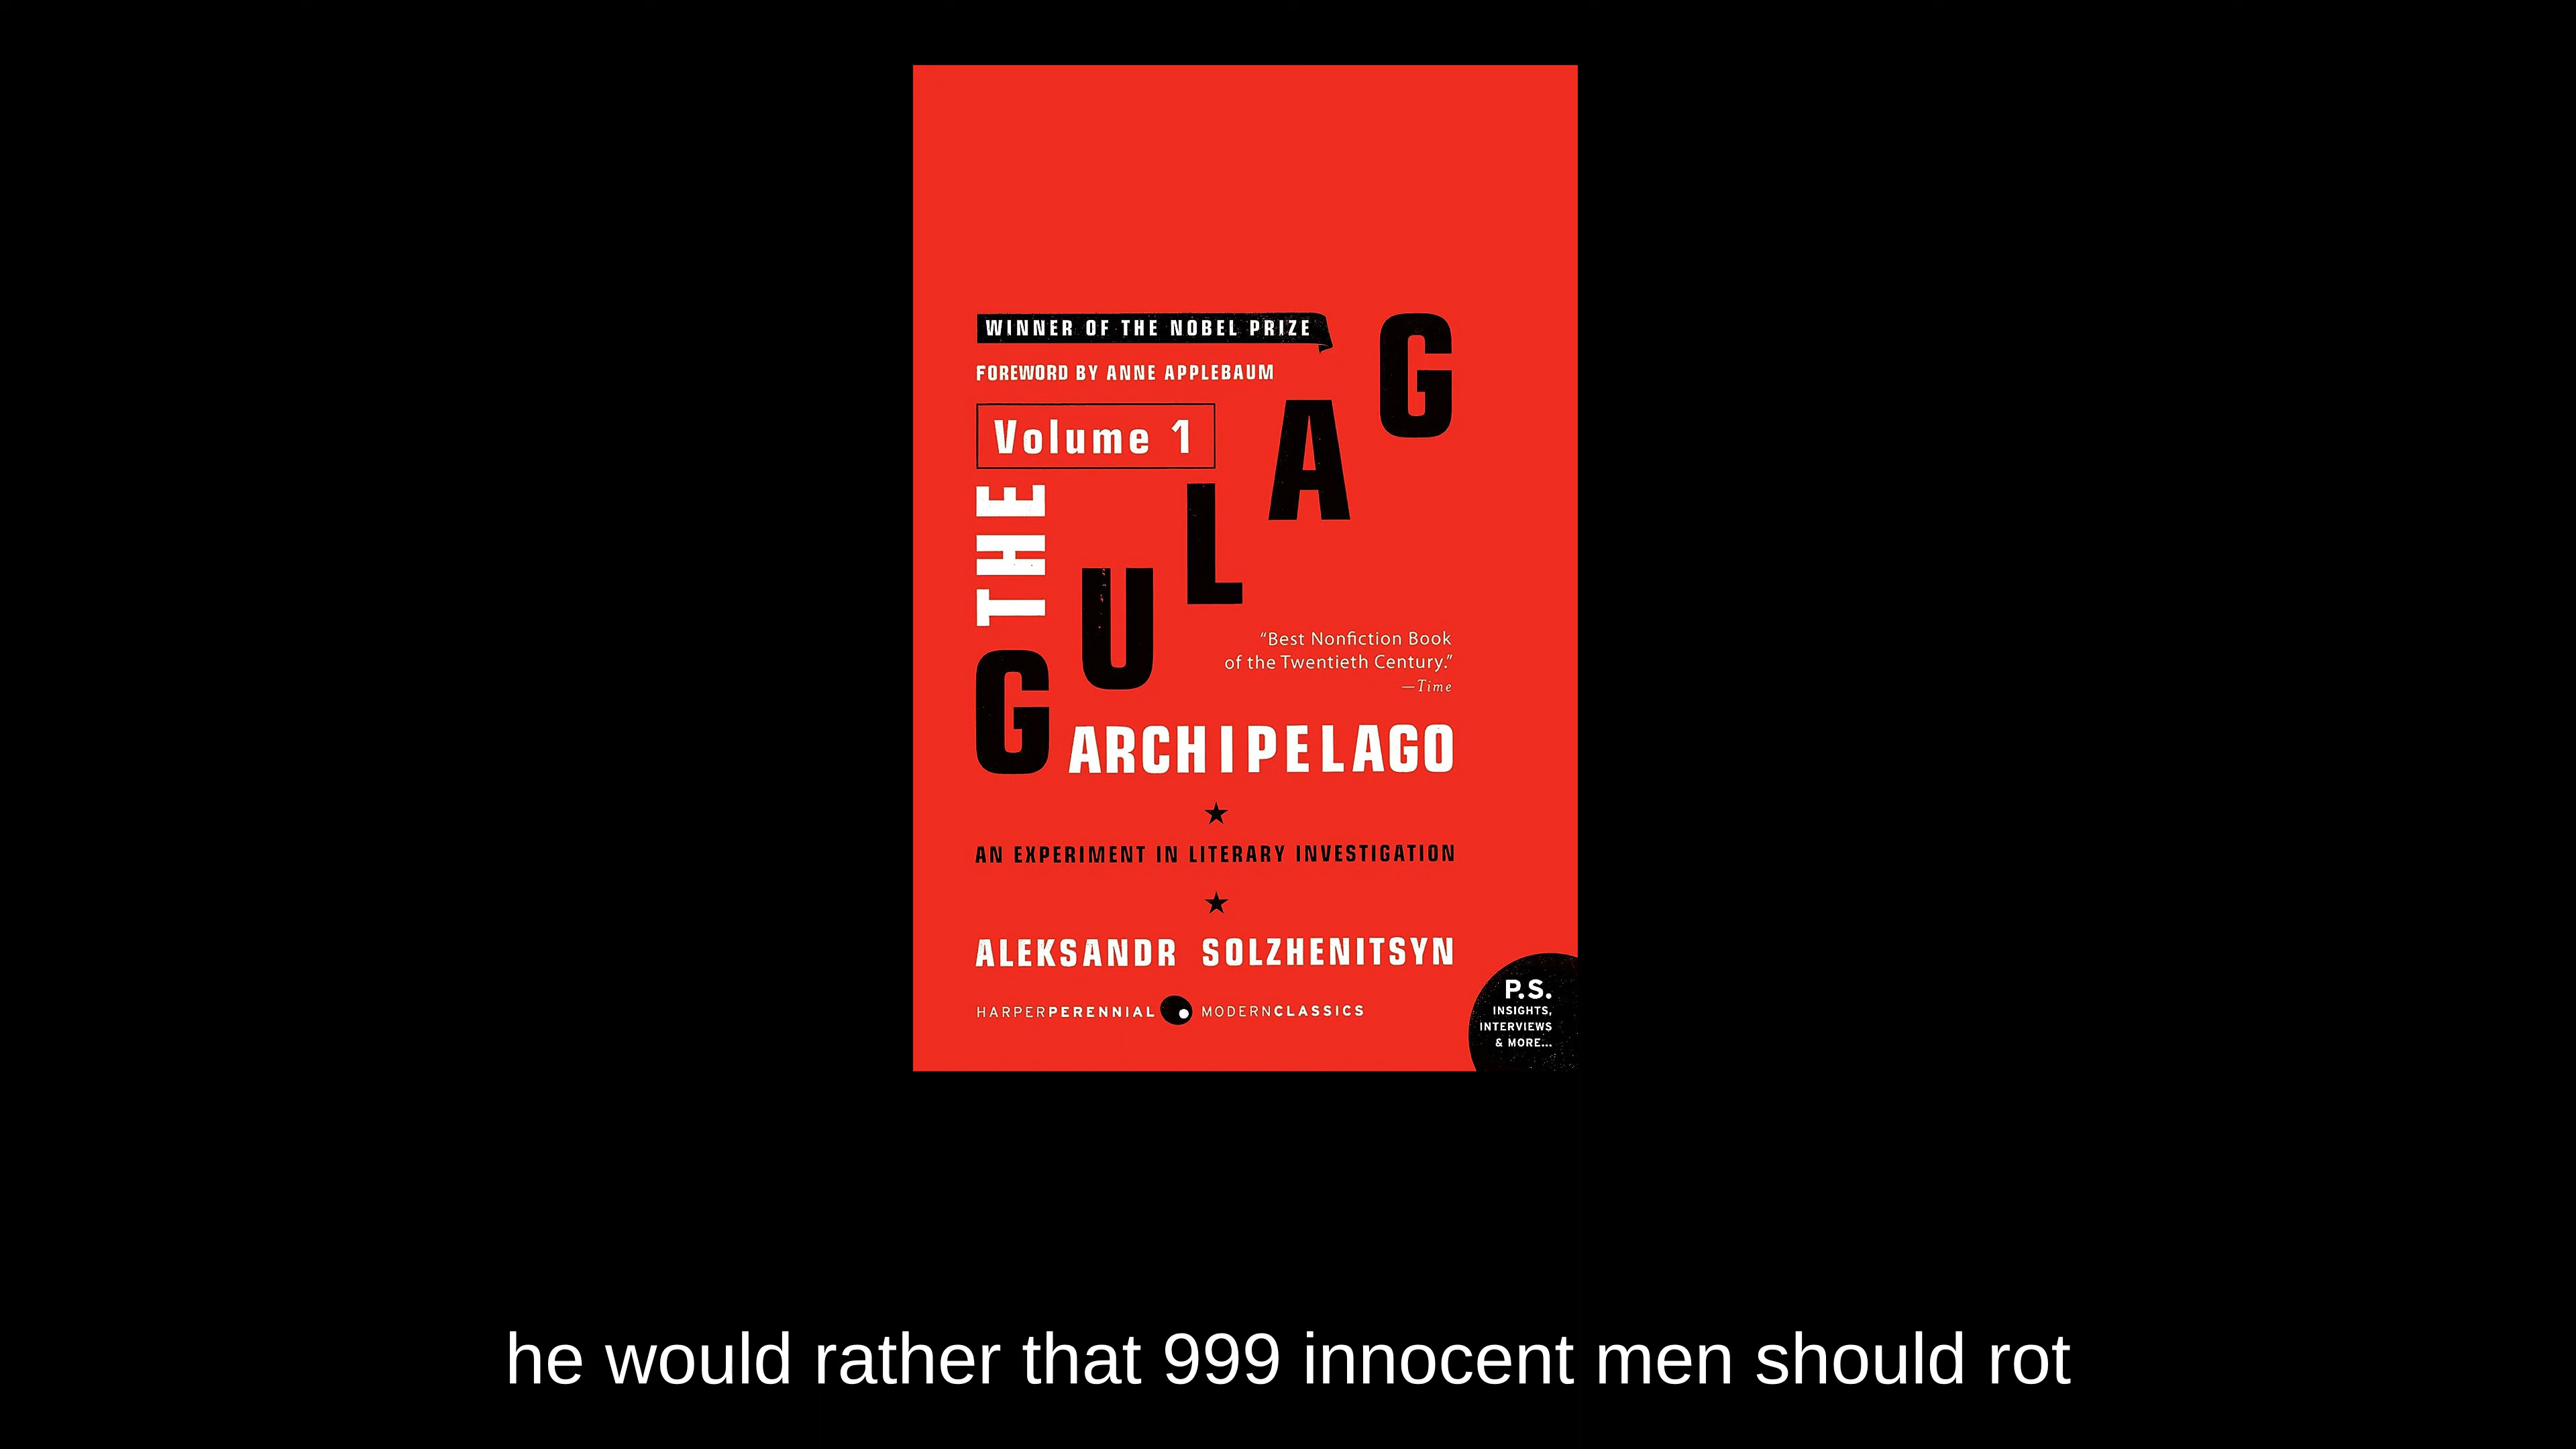 WINNER OF THE NOBEL PRIZE
FOREWORD BY ANNE APPLEBAUM
Volume 1
THE
GULAG
ARCHIPELAGO
“Best Nonfiction Book
of the Twentieth Century.”
—Time
AN EXPERIMENT IN LITERARY INVESTIGATION
ALEKSANDR SOLZHENITSYN
HARPERPERENNIAL MODERNCLASSICS
P.S.
INSIGHTS,
INTERVIEWS
& MORE...
he would rather that 999 innocent men should rot